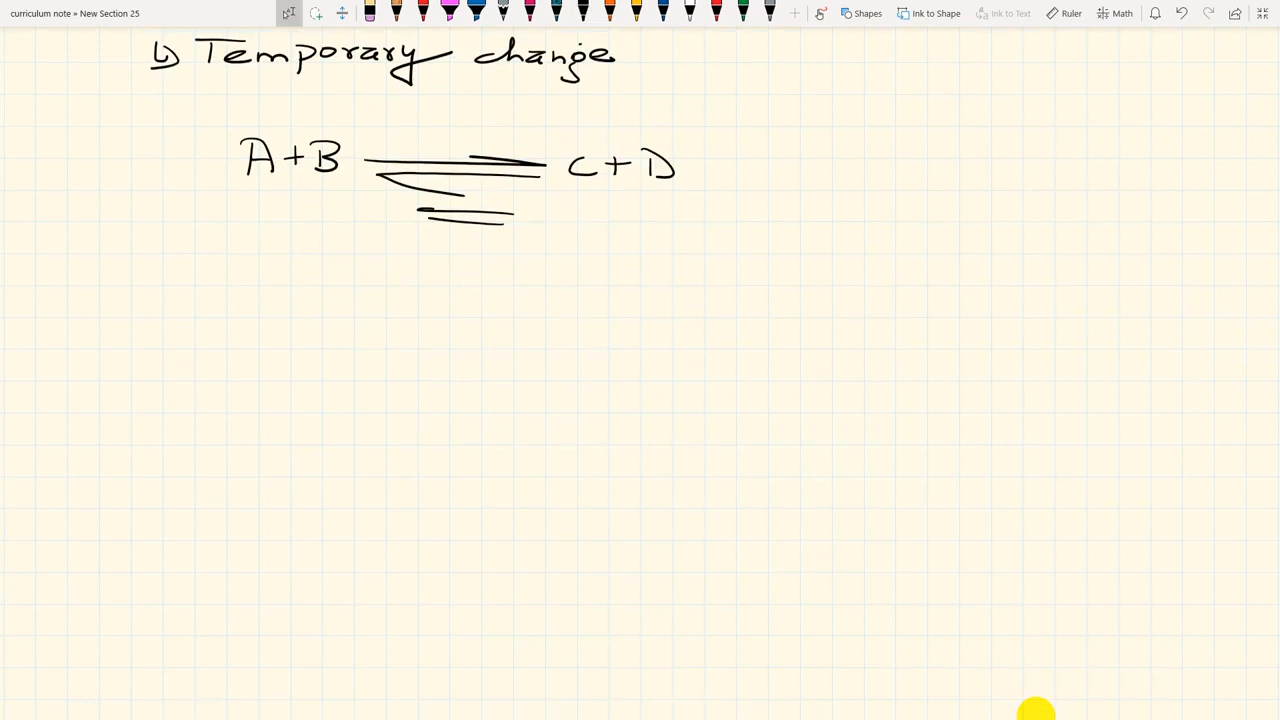 curriculum note » New Section 25
Shapes Ink to Shape Ink to Text Ruler Math
b) Temporary change
A+B ⇌ C+D